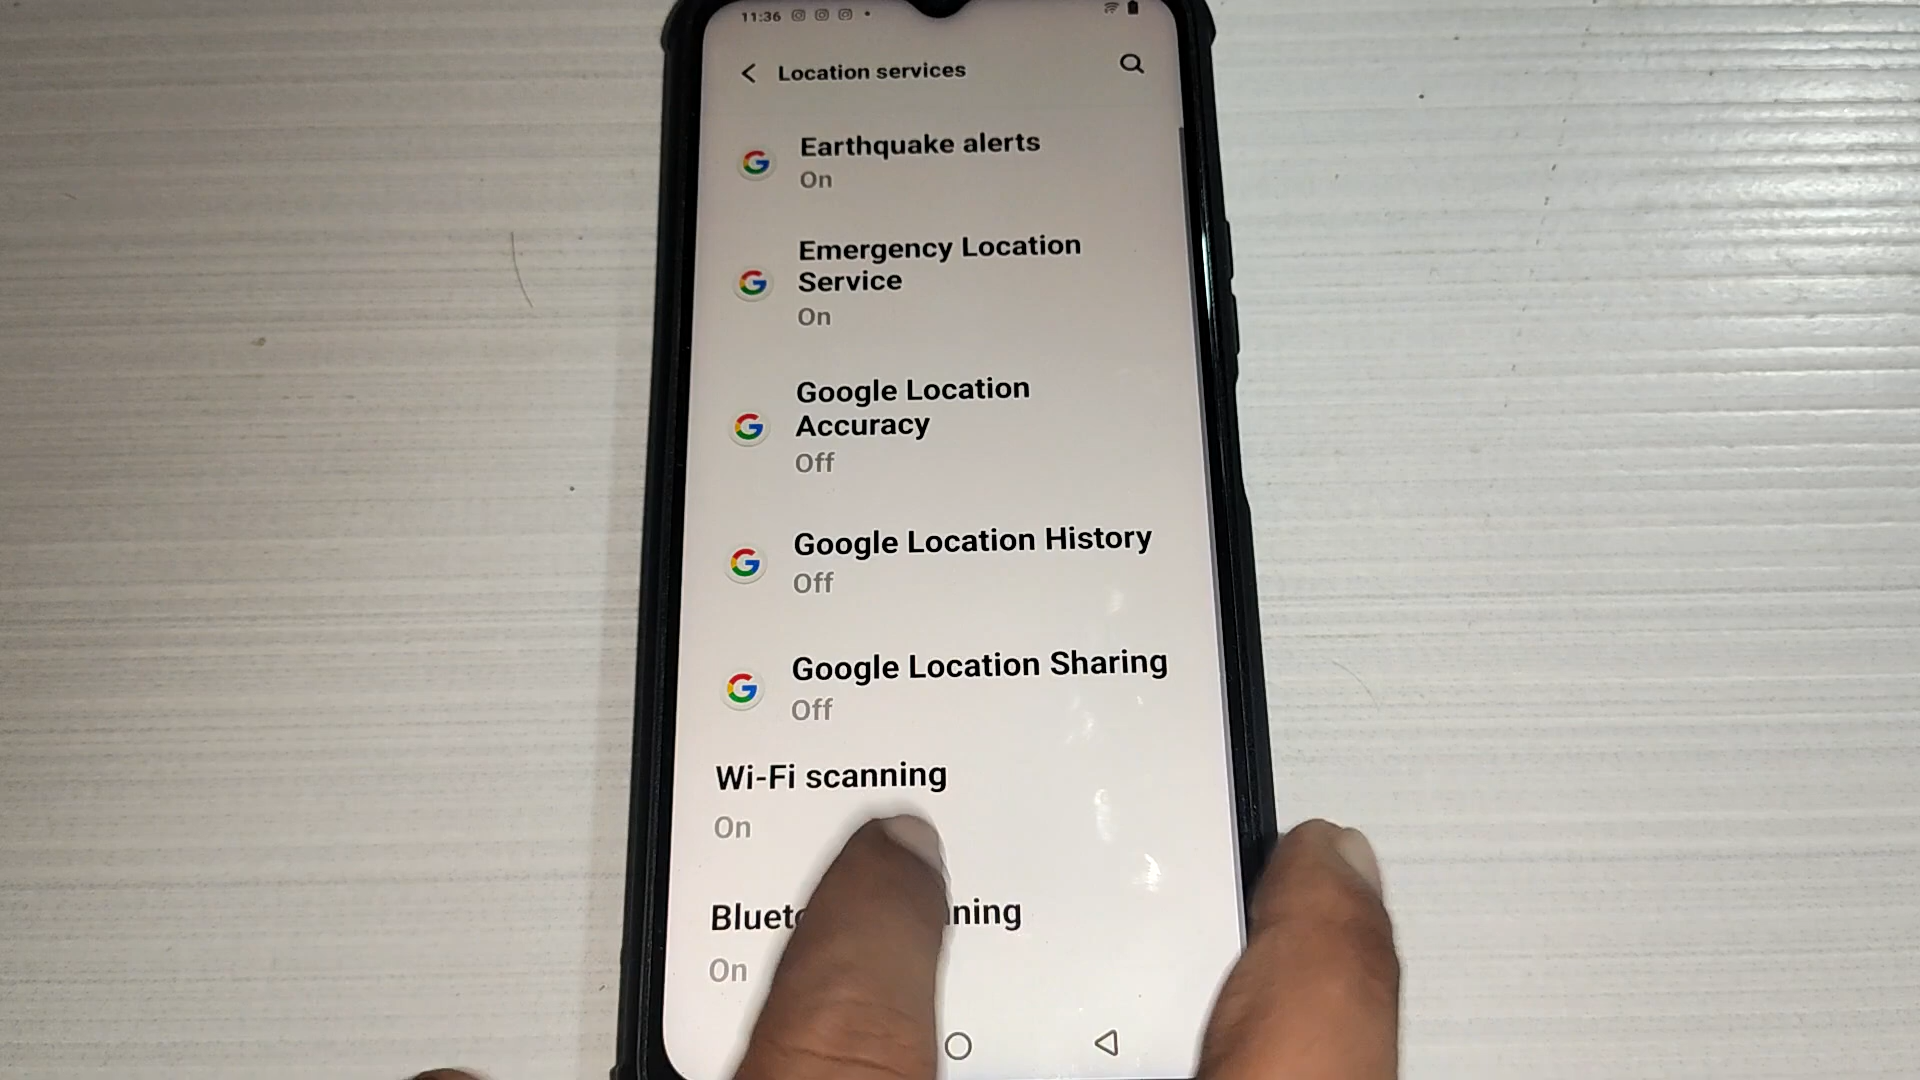 11:36
Location services
Earthquake alerts
On
Emergency Location
Service
On
Google Location
Accuracy
Off
Google Location History
Off
Google Location Sharing
Off
Wi-Fi scanning
On
On